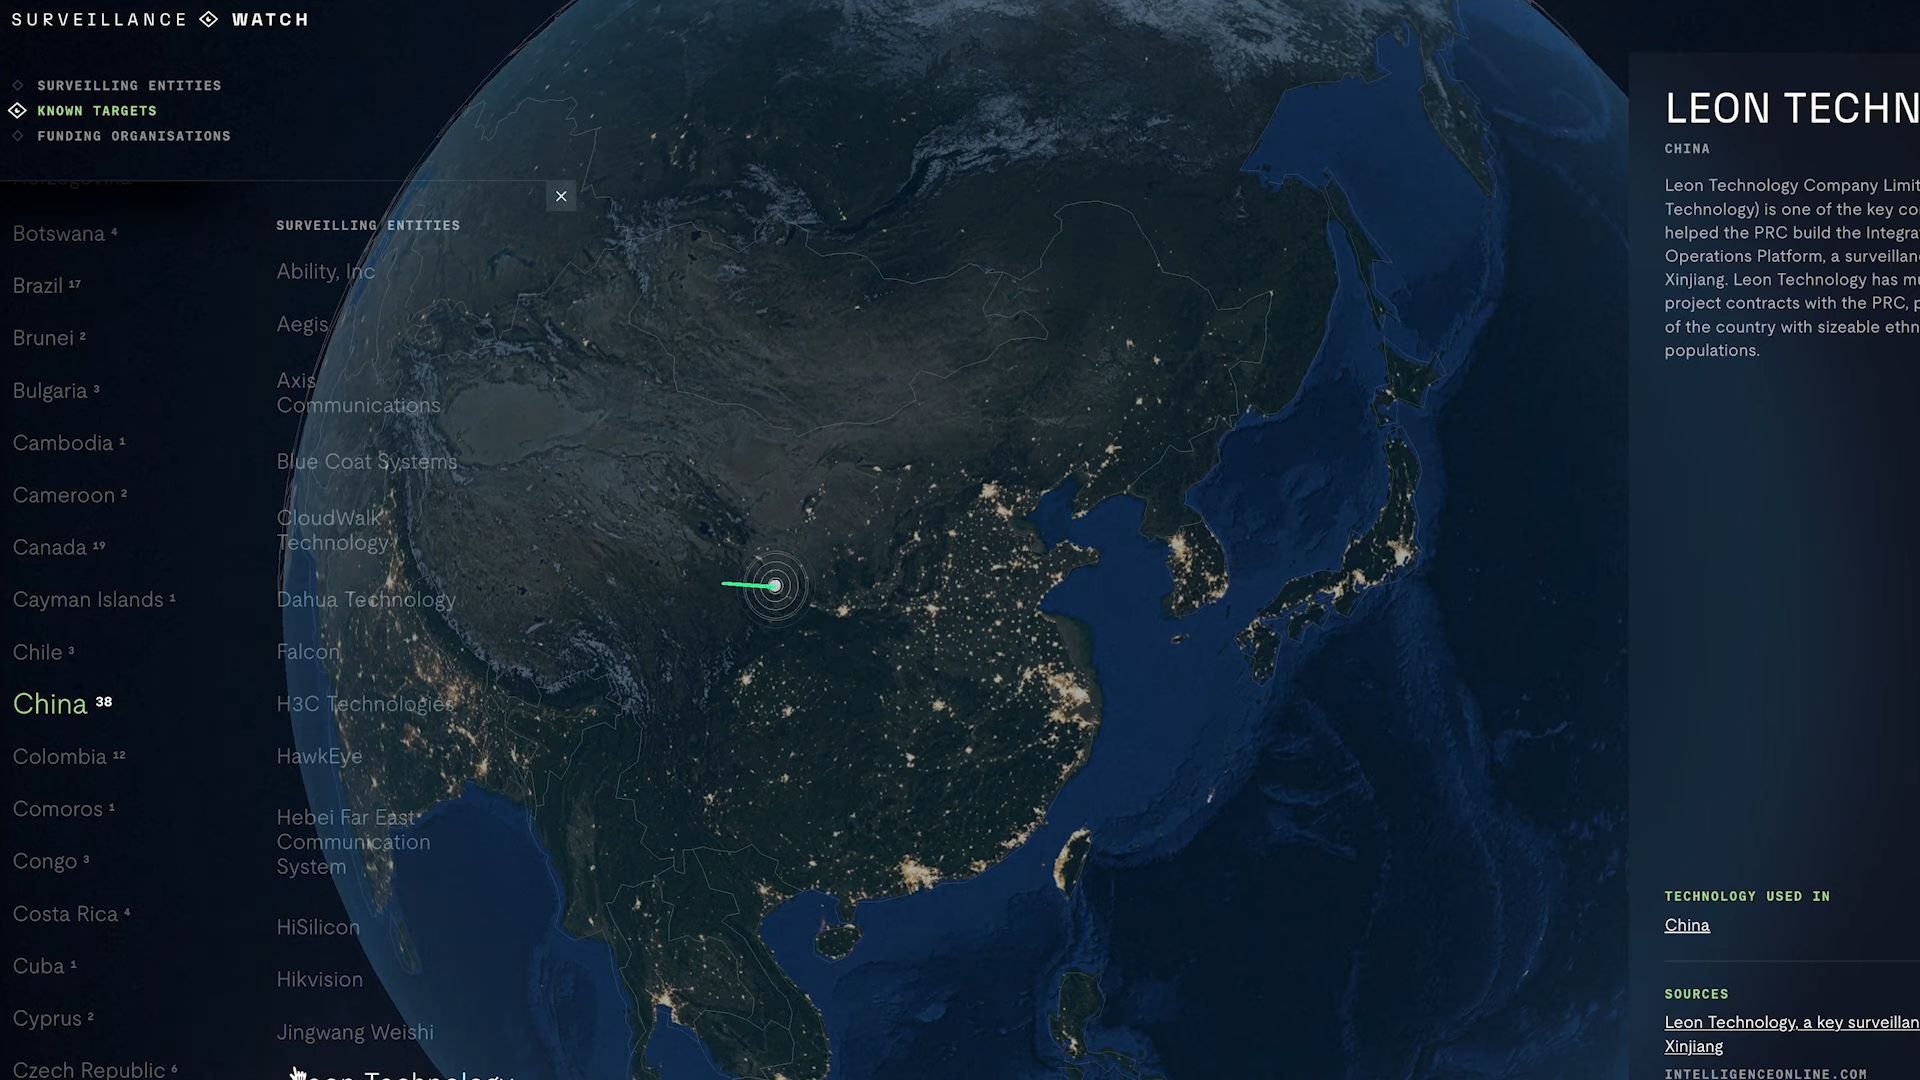 SURVEILLANCE WATCH
SURVEILLING ENTITIES
KNOWN TARGETS
FUNDING ORGANISATIONS
Botswana 4
Brazil 17
Brunei 2
Bulgaria 3
Cambodia 1
Cameroon 2
Canada 19
Cayman Islands 1
Chile 3
China 38
Colombia 12
Comoros 1
Congo 3
Costa Rica 4
Cuba 1
Cyprus 2
Czech Republic 6
SURVEILLING ENTITIES
Ability, Inc
Aegis
Axis
Communications
Blue Coat Systems
CloudWalk
Technology
Dahua Technology
Falcon
H3C Technologies
HawkEye
Hebei Far East
Communication
System
HiSilicon
Hikvision
Jingwang Weishi
Technology
LEON TECHN
CHINA
Leon Technology Company Limit
Technology) is one of the key co
helped the PRC build the Integra
Operations Platform, a surveillan
Xinjiang. Leon Technology has mu
project contracts with the PRC, p
of the country with sizeable ethn
populations.
TECHNOLOGY USED IN
China
SOURCES
Leon Technology, a key surveillan
Xinjiang
INTELLIGENCEONLINE.COM